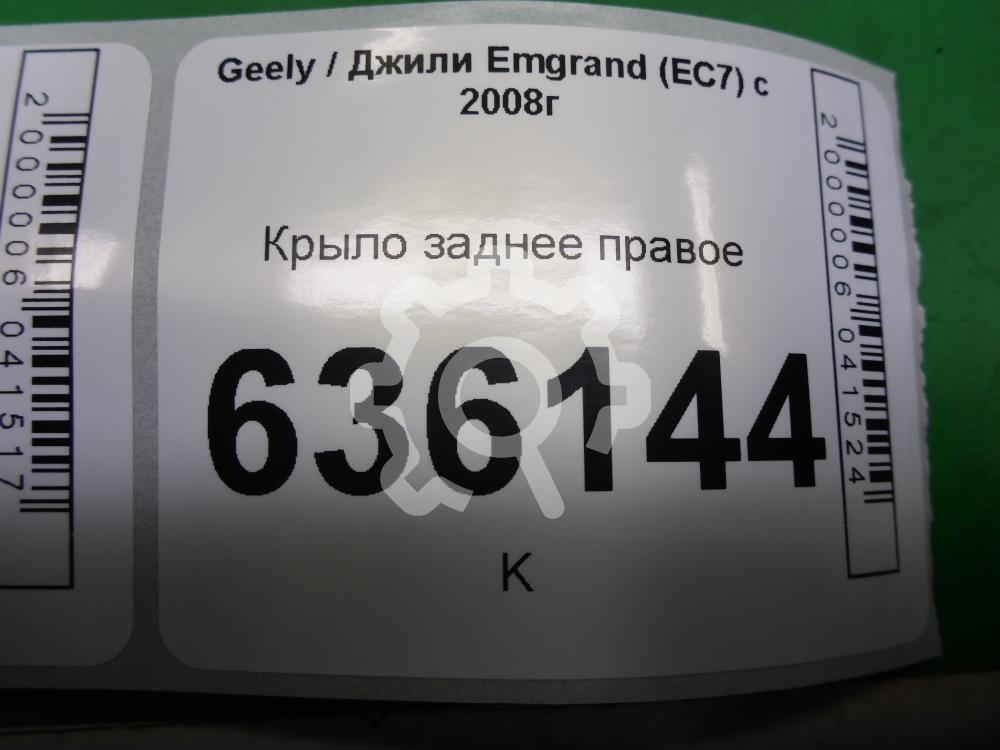 Geely / Джили Emgrand (EC7) с
2008г
Крыло заднее правое
636144
К
2000006041524
2000006041517